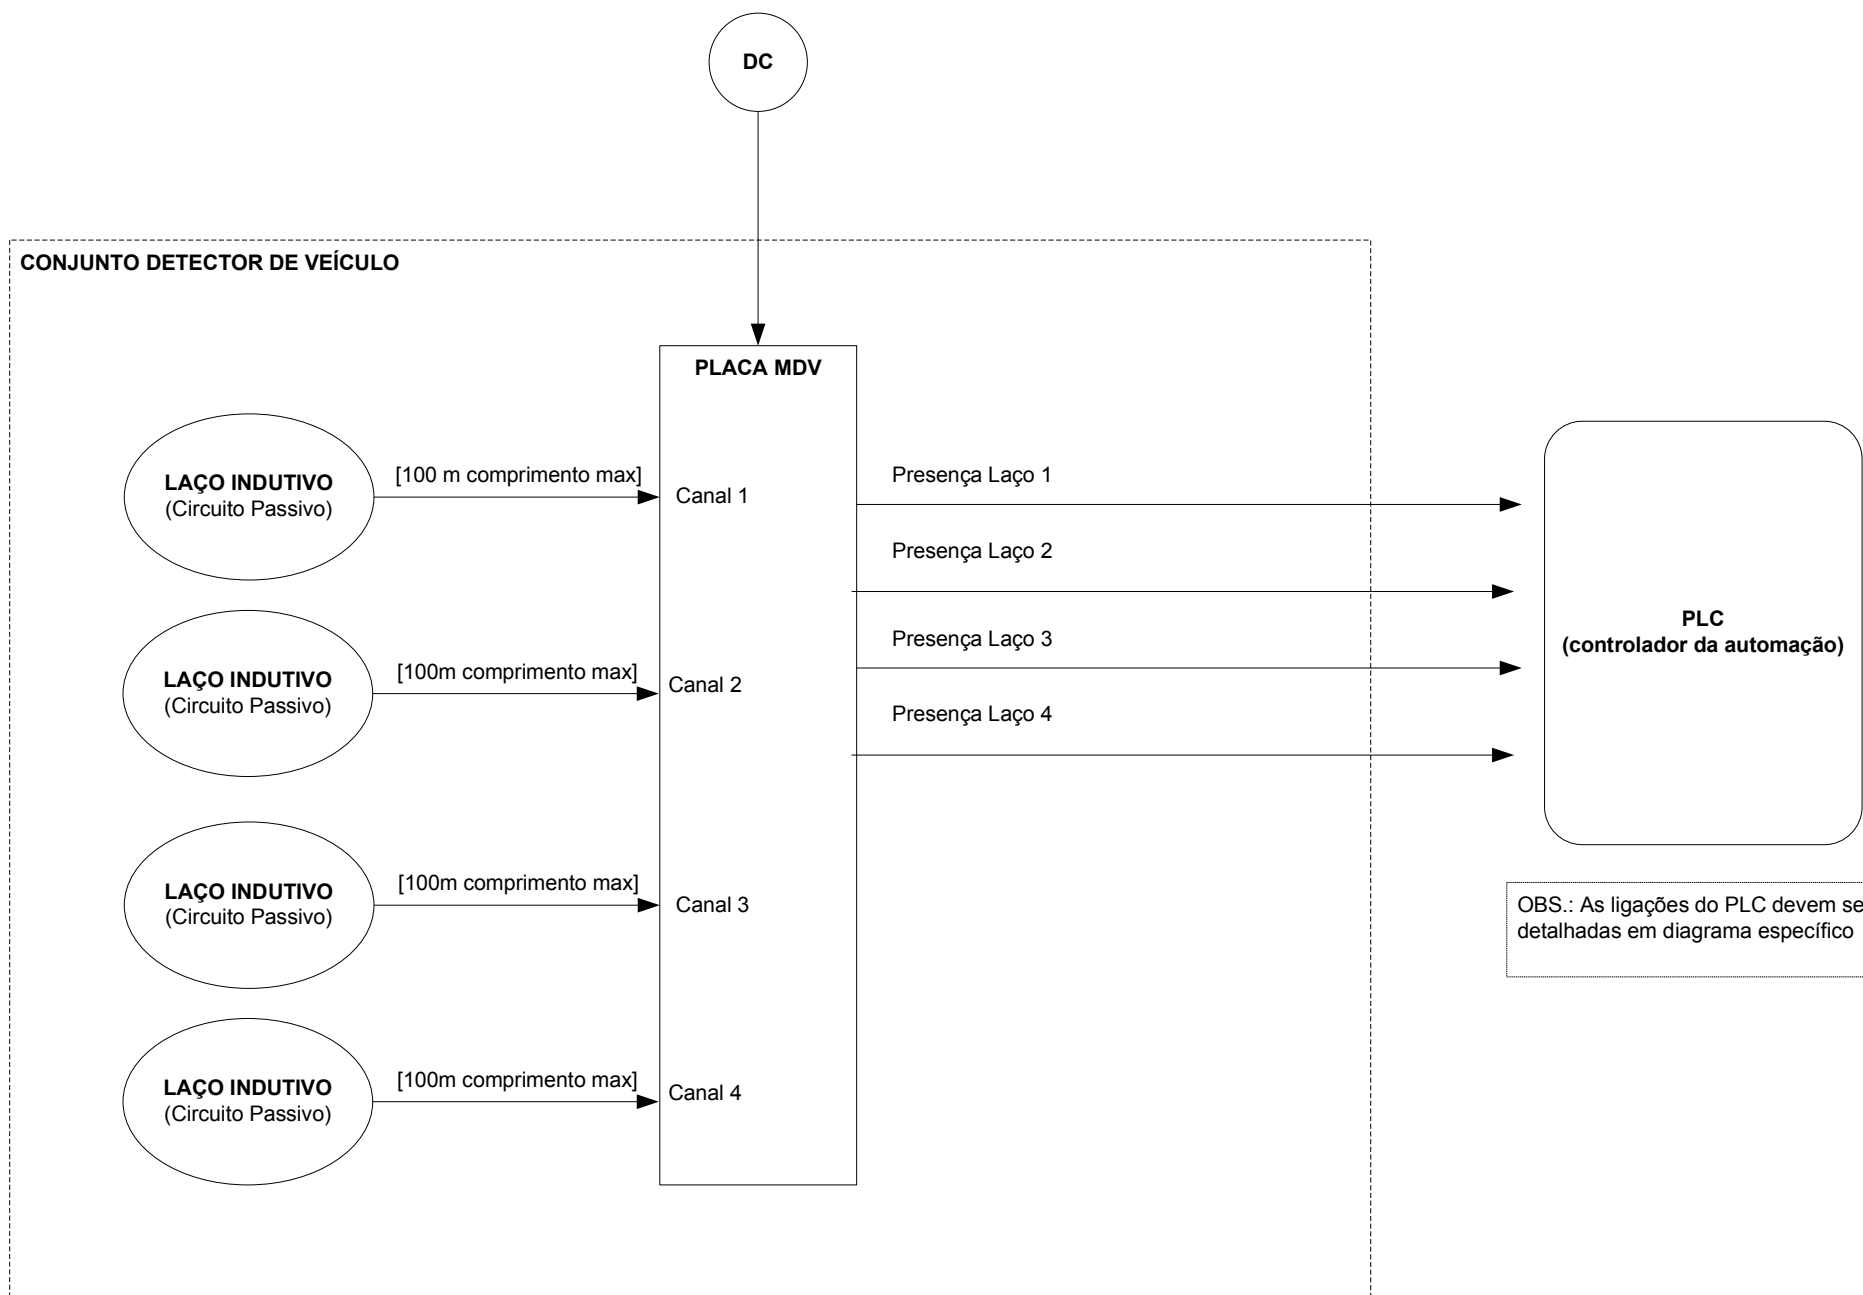 DC
CONJUNTO DETECTOR DE VEÍCULO
PLACA MDV
LAÇO INDUTIVO
(Circuito Passivo)
[100 m comprimento max]
Canal 1
Presença Laço 1
Presença Laço 2
LAÇO INDUTIVO
(Circuito Passivo)
[100m comprimento max]
Canal 2
Presença Laço 3
Presença Laço 4
PLC
(controlador da automação)
LAÇO INDUTIVO
(Circuito Passivo)
[100m comprimento max]
Canal 3
OBS.: As ligações do PLC devem se
detalhadas em diagrama específico
LAÇO INDUTIVO
(Circuito Passivo)
[100m comprimento max]
Canal 4